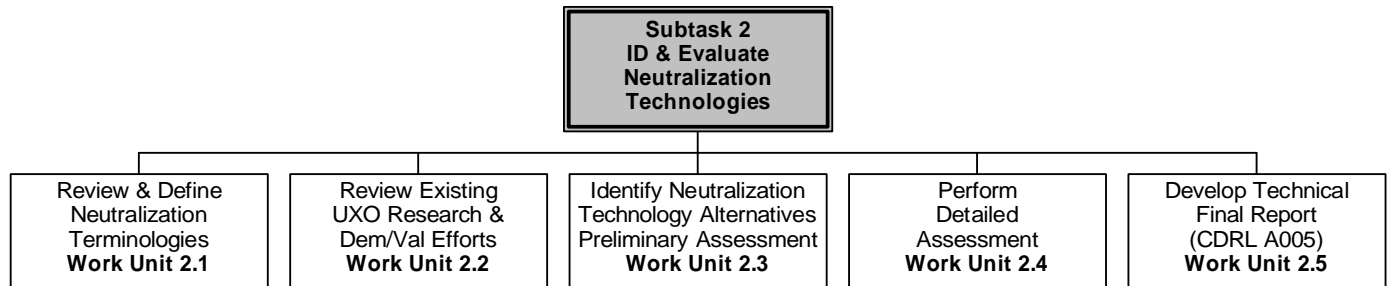 Subtask 2
ID & Evaluate
Neutralization
Technologies
Review & Define
Neutralization
Terminologies
Work Unit 2.1
Review Existing
UXO Research &
Dem/Val Efforts
Work Unit 2.2
Identify Neutralization
Technology Alternatives
Preliminary Assessment
Work Unit 2.3
Perform
Detailed
Assessment
Work Unit 2.4
Develop Technical
Final Report
(CDRL A005)
Work Unit 2.5